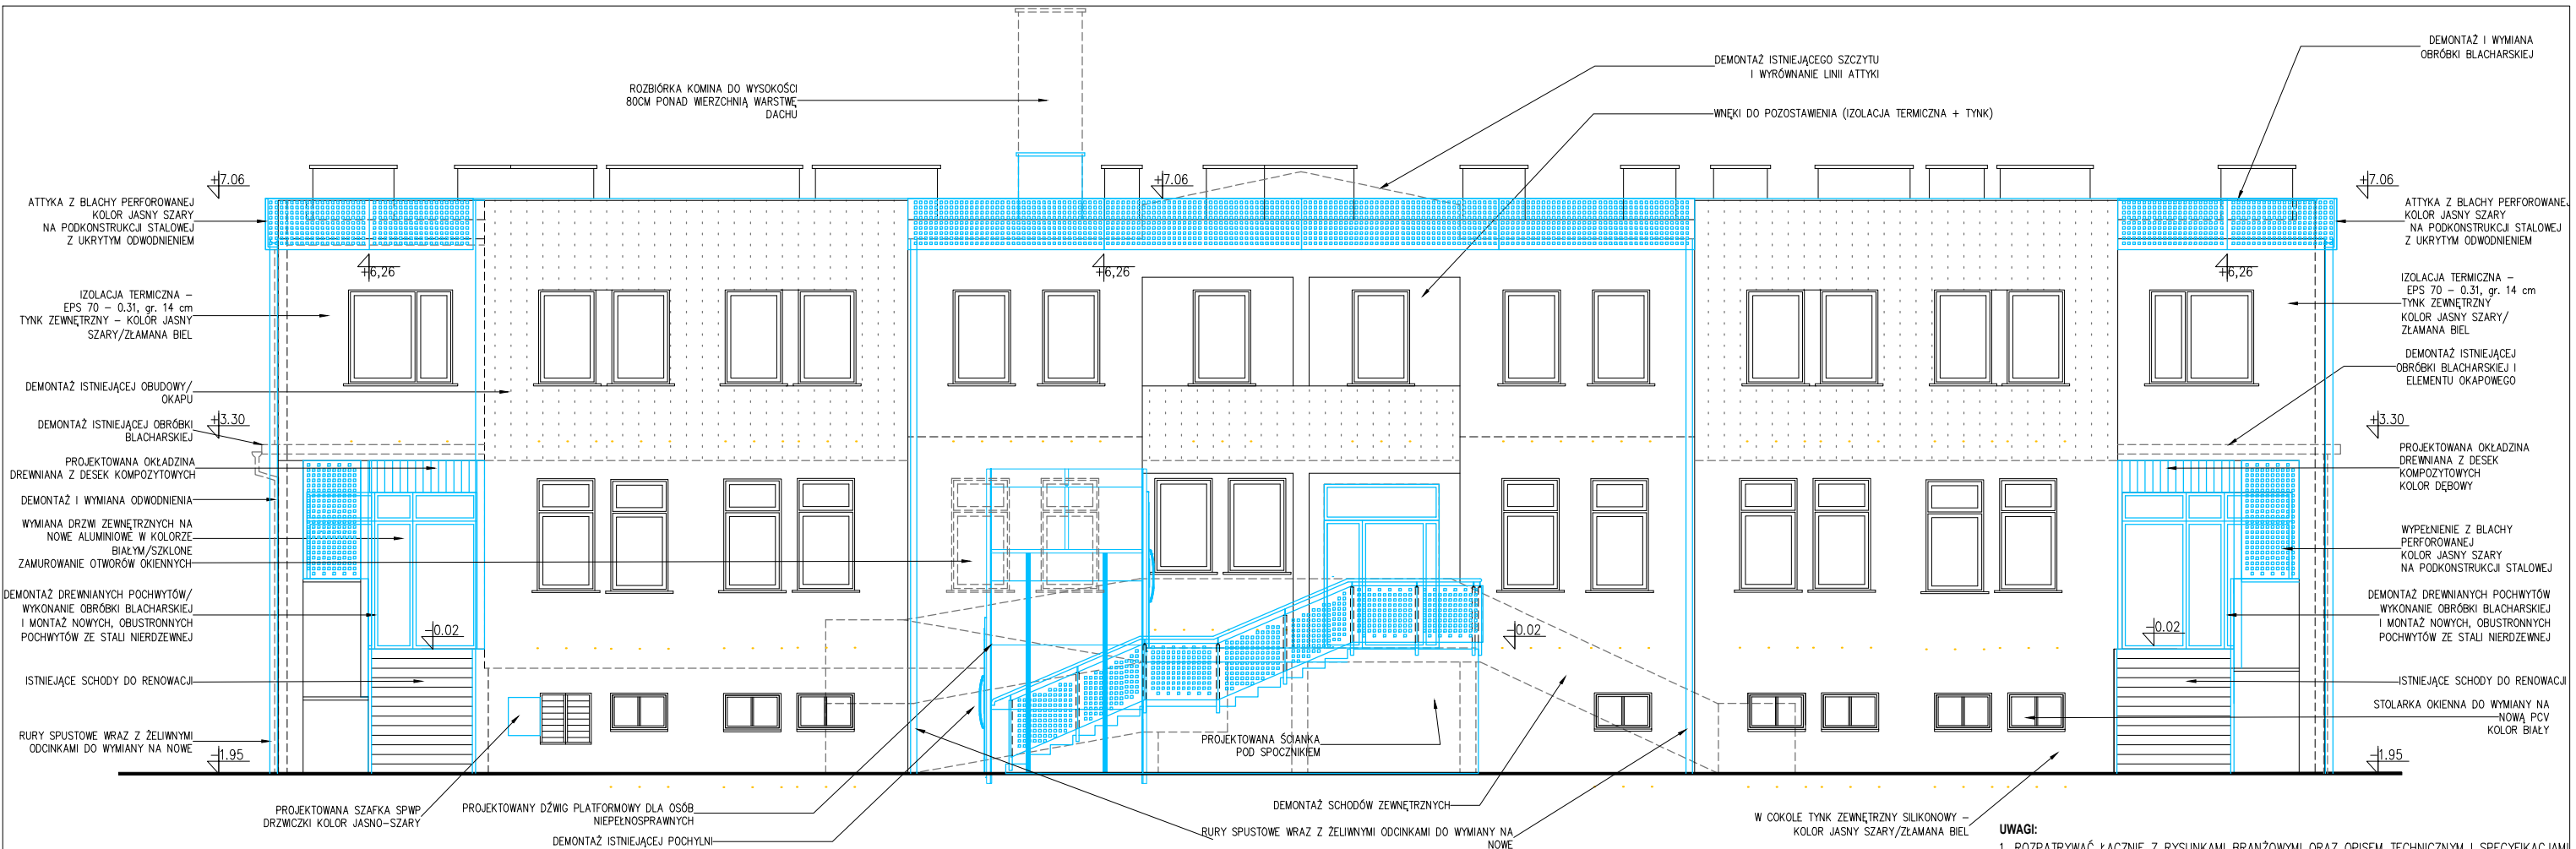 DEMONTAŻ I WYMIANA
OBRÓBKI BLACHARSKIEJ
DEMONTAŻ ISTNIEJĄCEGO SZCZYTU
I WYRÓWNANIE LINII ATTYKI
ROZBIÓRKA KOMINA DO WYSOKOŚCI
80CM PONAD WIERZCHNIĄ WARSTWĘ
DACHU
WNĘKI DO POZOSTAWIENIA (IZOLACJA TERMICZNA + TYNK)
+7.06
+7.06
+7.06
ATTYKA Z BLACHY PERFOROWANEJ
KOLOR JASNY SZARY
NA PODKONSTRUKCJI STALOWEJ
Z UKRYTYM ODWODNIENIEM
ATTYKA Z BLACHY PERFOROWANEJ
KOLOR JASNY SZARY
NA PODKONSTRUKCJI STALOWEJ
Z UKRYTYM ODWODNIENIEM
+6,26
+6,26
+6,26
IZOLACJA TERMICZNA –
EPS 70 – 0.31, gr. 14 cm
TYNK ZEWNĘTRZNY – KOLOR JASNY
SZARY/ZŁAMANA BIEL
IZOLACJA TERMICZNA –
EPS 70 – 0.31, gr. 14 cm
TYNK ZEWNĘTRZNY
KOLOR JASNY SZARY/
ZŁAMANA BIEL
DEMONTAŻ ISTNIEJĄCEJ OBUDOWY/
OKAPU
DEMONTAŻ ISTNIEJĄCEJ
OBRÓBKI BLACHARSKIEJ I
ELEMENTU OKAPOWEGO
+3.30
+3.30
DEMONTAŻ ISTNIEJĄCEJ OBRÓBKI
BLACHARSKIEJ
PROJEKTOWANA OKŁADZINA
DREWNIANA Z DESEK KOMPOZYTOWYCH
PROJEKTOWANA OKŁADZINA
DREWNIANA Z DESEK
KOMPOZYTOWYCH
KOLOR DĘBOWY
DEMONTAŻ I WYMIANA ODWODNIENIA
WYMIANA DRZWI ZEWNĘTRZNYCH NA
NOWE ALUMINIOWE W KOLORZE
BIAŁYM/SZKLONE
ZAMUROWANIE OTWORÓW OKIENNYCH
WYPEŁNIENIE Z BLACHY
PERFOROWANEJ
KOLOR JASNY SZARY
NA PODKONSTRUKCJI STALOWEJ
DEMONTAŻ DREWNIANYCH POCHWYTÓW/
WYKONANIE OBRÓBKI BLACHARSKIEJ
I MONTAŻ NOWYCH, OBUSTRONNYCH
POCHWYTÓW ZE STALI NIERDZEWNEJ
DEMONTAŻ DREWNIANYCH POCHWYTÓW
WYKONANIE OBRÓBKI BLACHARSKIEJ
I MONTAŻ NOWYCH, OBUSTRONNYCH
POCHWYTÓW ZE STALI NIERDZEWNEJ
-0.02
-0.02
-0.02
ISTNIEJĄCE SCHODY DO RENOWACJI
ISTNIEJĄCE SCHODY DO RENOWACJI
STOLARKA OKIENNA DO WYMIANY NA
NOWĄ PCV
KOLOR BIAŁY
RURY SPUSTOWE WRAZ Z ŻELIWNYMI
ODCINKAMI DO WYMIANY NA NOWE
PROJEKTOWANA ŚCIANKA
POD SPOCZNIKIEM
-1.95
-1.95
PROJEKTOWANA SZAFKA SPWP
DRZWICZKI KOLOR JASNO-SZARY
PROJEKTOWANY DŹWIG PLATFORMOWY DLA OSÓB
NIEPEŁNOSPRAWNYCH
DEMONTAŻ ISTNIEJĄCEJ POCHYLNI
DEMONTAŻ SCHODÓW ZEWNĘTRZNYCH
RURY SPUSTOWE WRAZ Z ŻELIWNYMI ODCINKAMI DO WYMIANY NA
NOWE
W COKOLE TYNK ZEWNĘTRZNY SILIKONOWY –
KOLOR JASNY SZARY/ZŁAMANA BIEL
UWAGI:
1. ROZPATRYWAĆ ŁĄCZNIE Z RYSUNKAMI BRANŻOWYMI ORAZ OPISEM TECHNICZNYM I SPECYFIKACJAMI